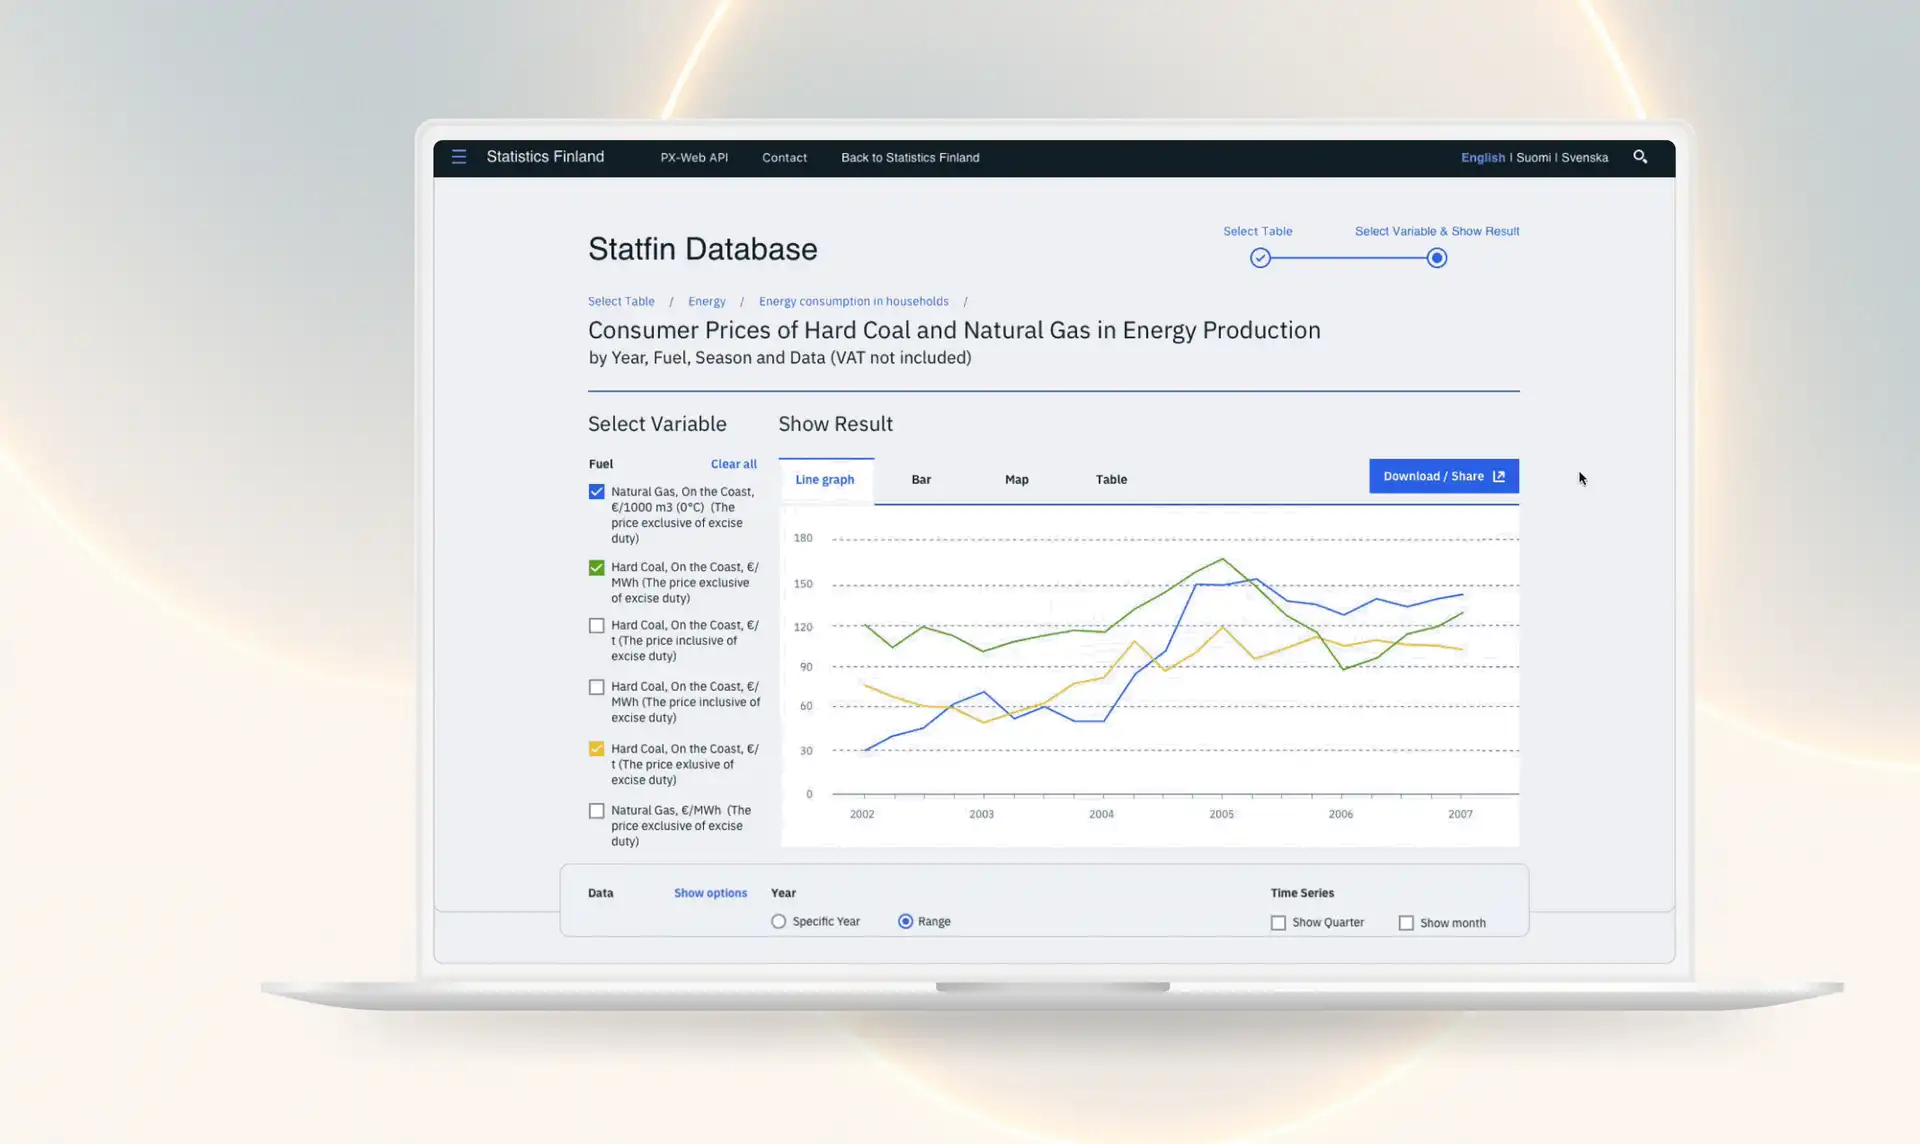 Statistics Finland PX-Web API Contact Back to Statistics Finland English | Suomi | Svenska
Statfin Database
Select Table Select Variable & Show Result
Select Table / Energy / Energy consumption in households /
Consumer Prices of Hard Coal and Natural Gas in Energy Production
by Year, Fuel, Season and Data (VAT not included)
Select Variable
Fuel Clear all
Natural Gas, On the Coast,
€/1000 m3 (0°C) (The
price exclusive of excise
duty)
Hard Coal, On the Coast, €/
MWh (The price exclusive
of excise duty)
Hard Coal, On the Coast, €/
t (The price inclusive of
excise duty)
Hard Coal, On the Coast, €/
MWh (The price inclusive of
excise duty)
Hard Coal, On the Coast, €/
t (The price exlusive of
excise duty)
Natural Gas, €/MWh (The
price exclusive of excise
duty)
Show Result
Line graph Bar Map Table Download / Share
180
150
120
90
60
30
0
2002 2003 2004 2005 2006 2007
Data Show options Year Time Series
Specific Year Range Show Quarter Show month